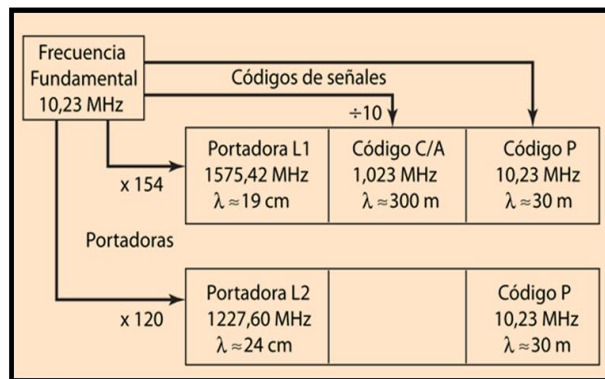 Frecuencia
Fundamental
10,23 MHz
Códigos de señales
÷10
x 154
Portadora L1
1575,42 MHz
λ ≈19 cm
Código C/A
1,023 MHz
λ ≈300 m
Código P
10,23 MHz
λ ≈30 m
Portadoras
x 120
Portadora L2
1227,60 MHz
λ ≈24 cm
Código P
10,23 MHz
λ ≈30 m